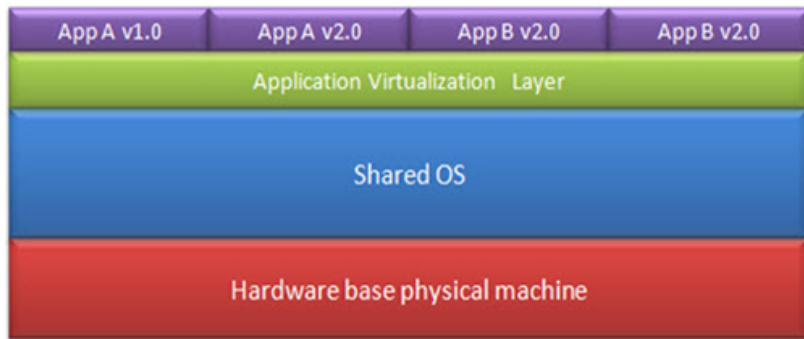 App A v1.0
App A v2.0
App B v2.0
App B v2.0
Application Virtualization Layer
Shared OS
Hardware base physical machine